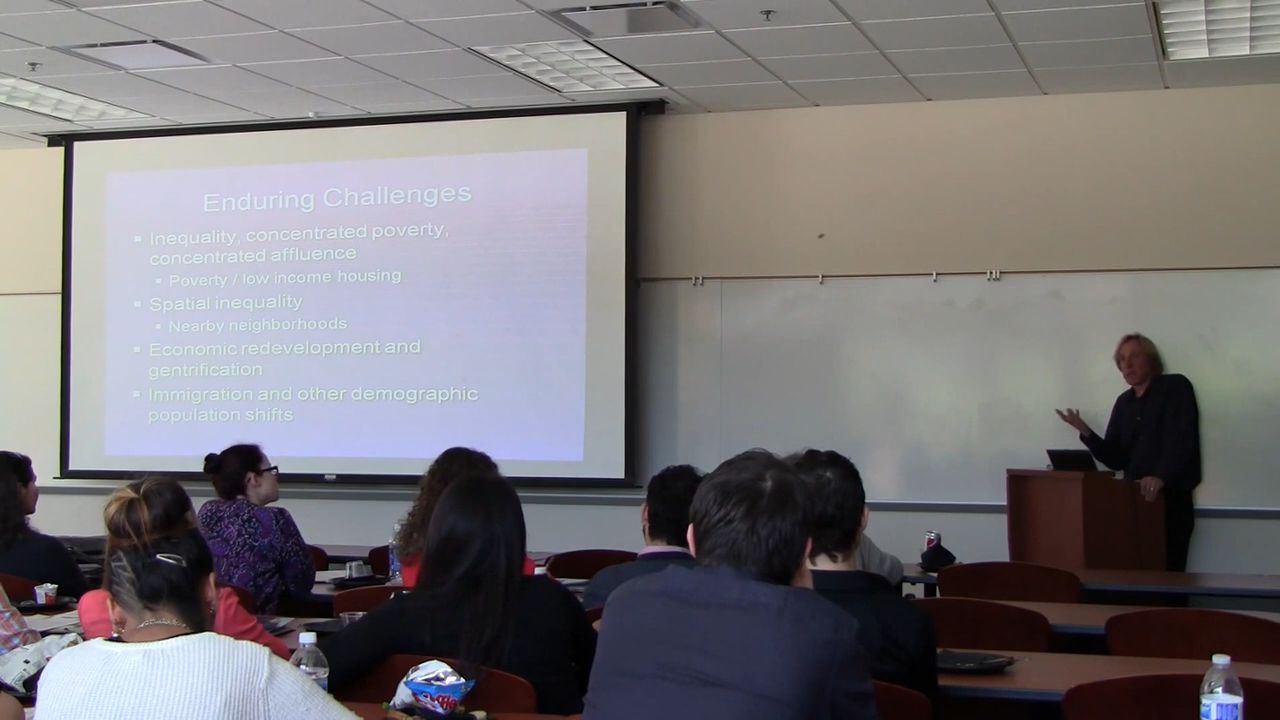 Enduring Challenges
▪ Inequality, concentrated poverty,
concentrated affluence
▪ Poverty / low income housing
▪ Spatial inequality
▪ Nearby neighborhoods
▪ Economic redevelopment and
gentrification
▪ Immigration and other demographic
population shifts